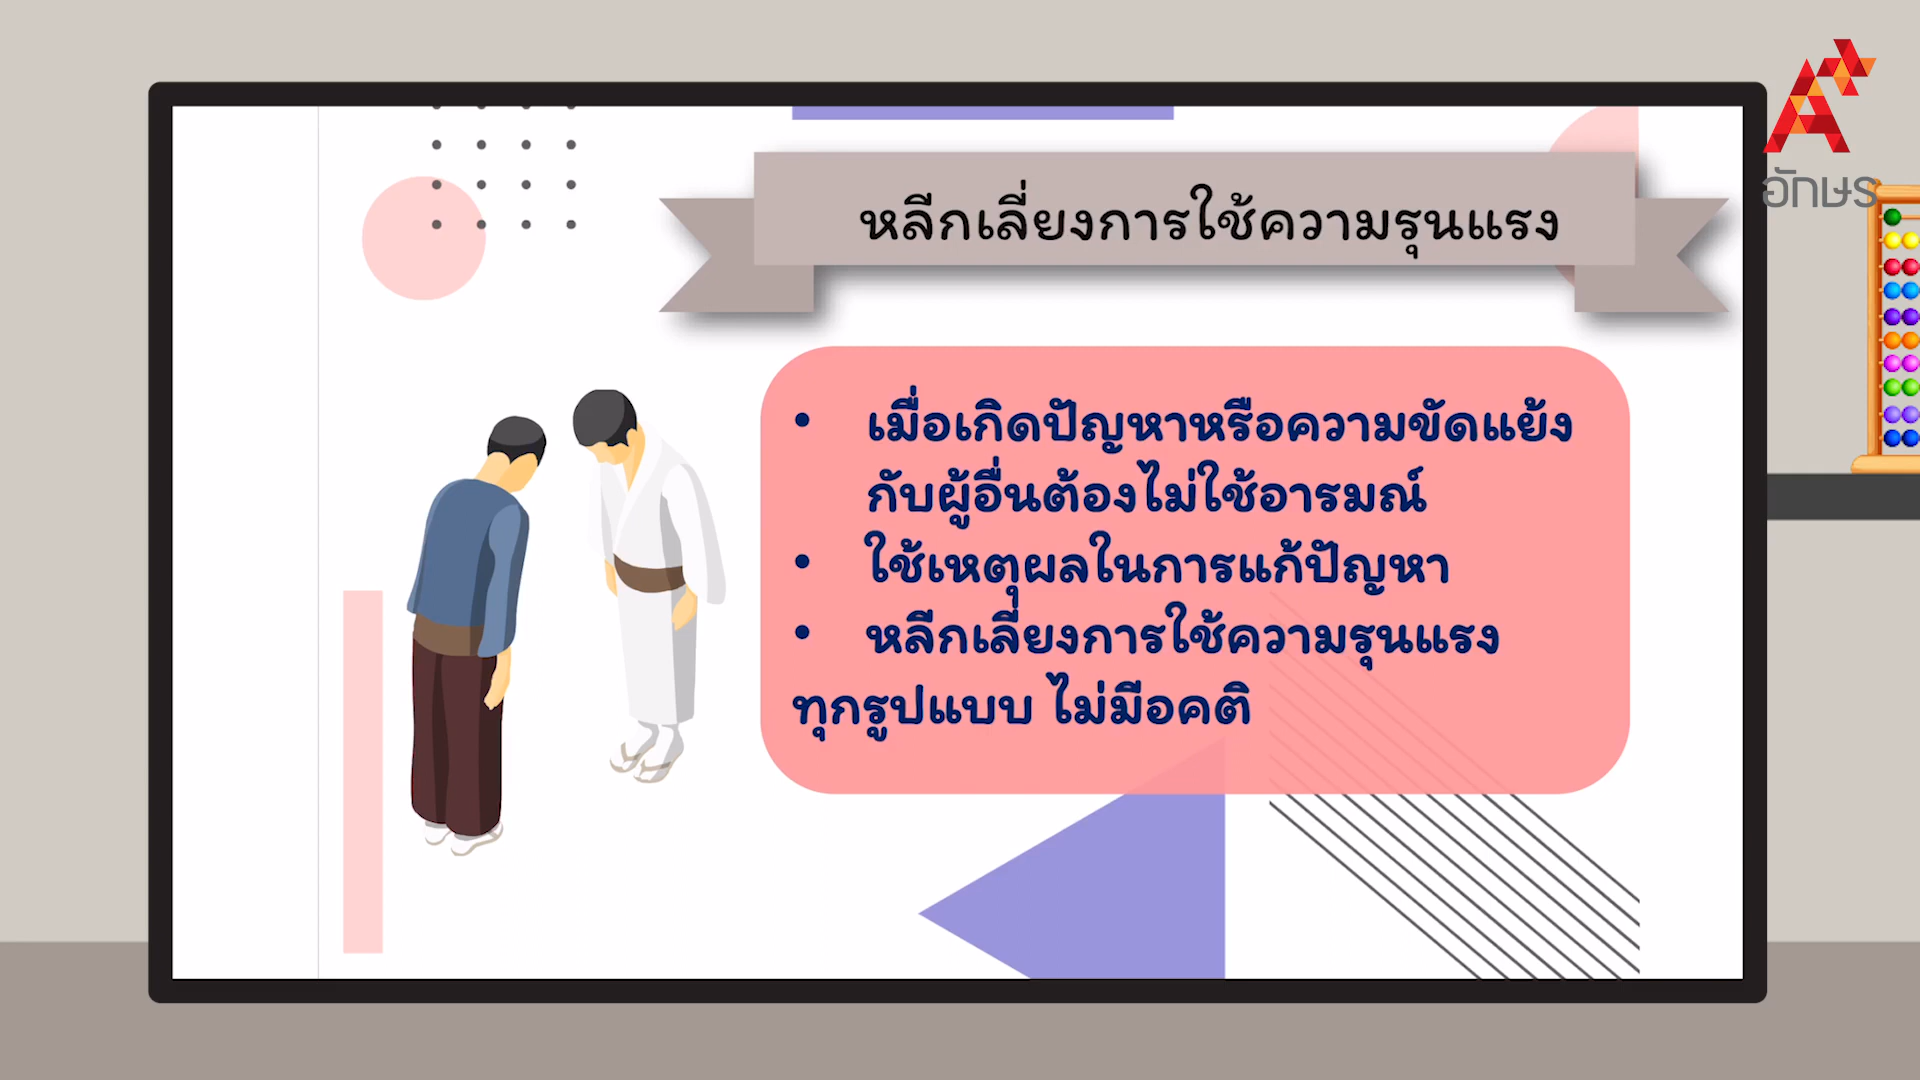 อักษร
หลีกเลี่ยงการใช้ความรุนแรง
• เมื่อเกิดปัญหาหรือความขัดแย้ง
กับผู้อื่นต้องไม่ใช้อารมณ์
• ใช้เหตุผลในการแก้ปัญหา
• หลีกเลี่ยงการใช้ความรุนแรง
ทุกรูปแบบ ไม่มีอคติ